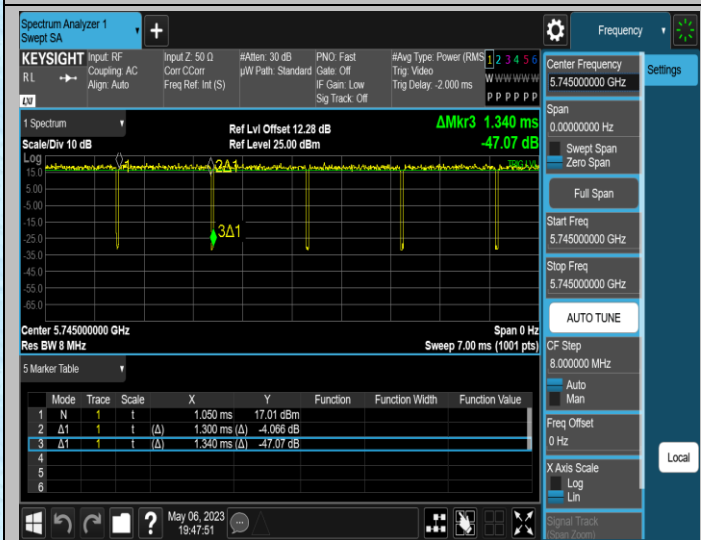 Spectrum Analyzer 1
Swept SA
Frequency
KEYSIGHT
Input: RF
Input Z: 50 Ω
#Atten: 30 dB
PNO: Fast
#Avg Type: Power (RMS
1 2 3 4 5 6
R L
Coupling: AC
Corr CCorr
µW Path: Standard
Gate: Off
Trig: Video
W W W W W W
Align: Auto
Freq Ref: Int (S)
IF Gain: Low
Trig Delay: -2.000 ms
P P P P P P
Sig Track: Off
LXI
1 Spectrum
Ref Lvl Offset 12.28 dB
ΔMkr3 1.340 ms
Scale/Div 10 dB
Ref Level 25.00 dBm
-47.07 dB
Log
15.0
5.00
-5.00
-15.0
-25.0
-35.0
-45.0
-55.0
-65.0
1
2Δ1
3Δ1
TRIG LVL
Center 5.745000000 GHz
Span 0 Hz
Res BW 8 MHz
Sweep 7.00 ms (1001 pts)
5 Marker Table
Mode Trace Scale X Y Function Function Width Function Value
1 N 1 t 1.050 ms 17.01 dBm
2 Δ1 1 t (Δ) 1.300 ms (Δ) -4.066 dB
3 Δ1 1 t (Δ) 1.340 ms (Δ) -47.07 dB
4
5
6
?
May 06, 2023
19:47:51
Center Frequency
5.745000000 GHz
Settings
Span
0.00000000 Hz
Swept Span
Zero Span
Full Span
Start Freq
5.745000000 GHz
Stop Freq
5.745000000 GHz
AUTO TUNE
CF Step
8.000000 MHz
Auto
Man
Freq Offset
0 Hz
Local
X Axis Scale
Log
Lin
Signal Track
(Span Zoom)